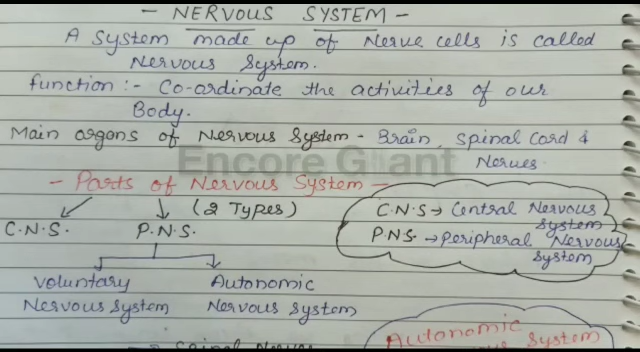 - NERVOUS SYSTEM -
A System made up of Nerve cells is called
Nervous System.
function :- Co-ordinate the activities of our
Body.
Main organs of Nervous System - Brain, Spinal Cord &
Nerves.
Encore
- Parts of Nervous System -
(2 Types)
C.N.S. P.N.S.
C.N.S → Central Nervous
System
P.N.S. → Peripheral Nervous
System
Voluntary Autonomic
Nervous System Nervous System
Autonomic
System